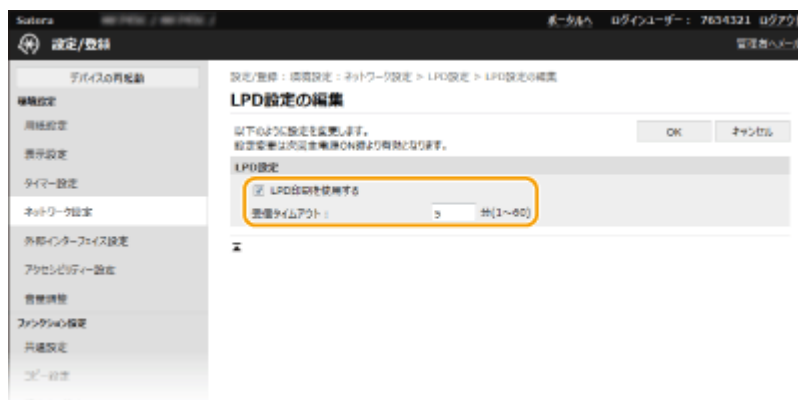 Satera
ポータルへ ログインユーザー： 7654321 ログアウ
設定/登録
管理者へメール
デバイスの再起動
環境設定
用紙設定
表示設定
タイマー設定
ネットワーク設定
外部インターフェイス設定
アクセシビリティー設定
音量調整
ファンクション設定
共通設定
コピー設定
設定/登録：環境設定：ネットワーク設定 > LPD設定 > LPD設定の編集
LPD設定の編集
以下のように設定を変更します。
設定変更は次回主電源ON後より有効となります。
OK キャンセル
LPD設定
LPD印刷を使用する
受信タイムアウト： 5 分(1～60)